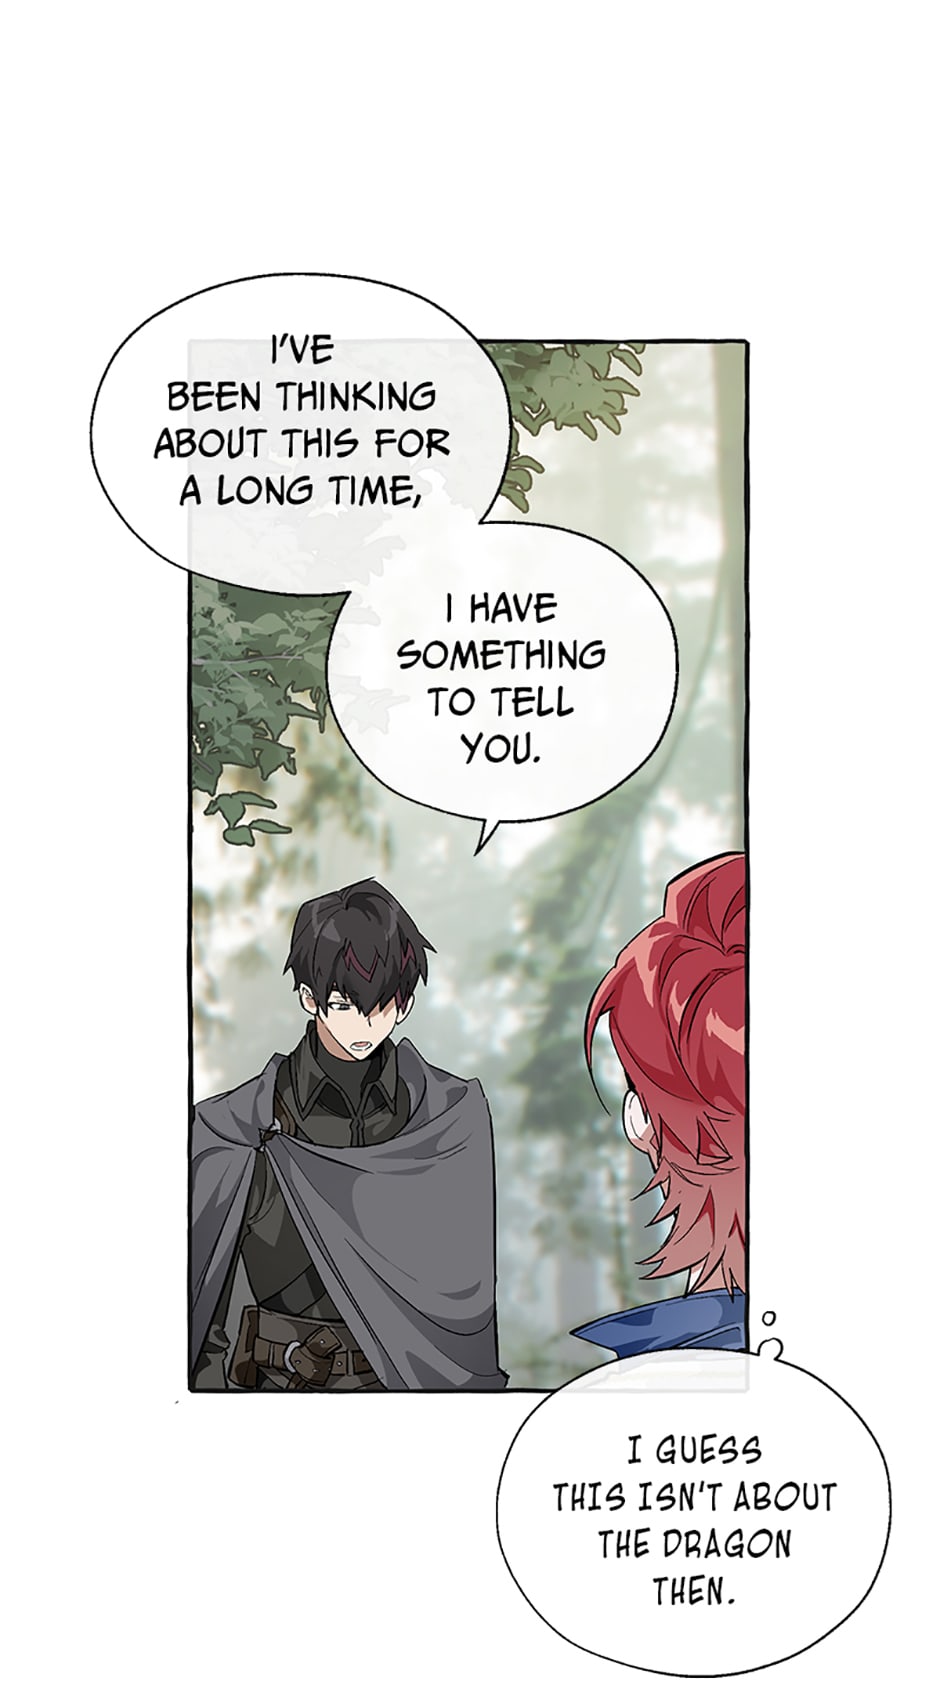 I'VE
BEEN THINKING
ABOUT THIS FOR
A LONG TIME,
I HAVE
SOMETHING
TO TELL
YOU.
I GUESS
THIS ISN'T ABOUT
THE DRAGON
THEN.